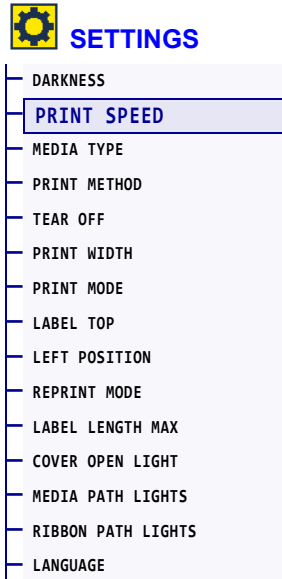 SETTINGS
DARKNESS
PRINT SPEED
MEDIA TYPE
PRINT METHOD
TEAR OFF
PRINT WIDTH
PRINT MODE
LABEL TOP
LEFT POSITION
REPRINT MODE
LABEL LENGTH MAX
COVER OPEN LIGHT
MEDIA PATH LIGHTS
RIBBON PATH LIGHTS
LANGUAGE